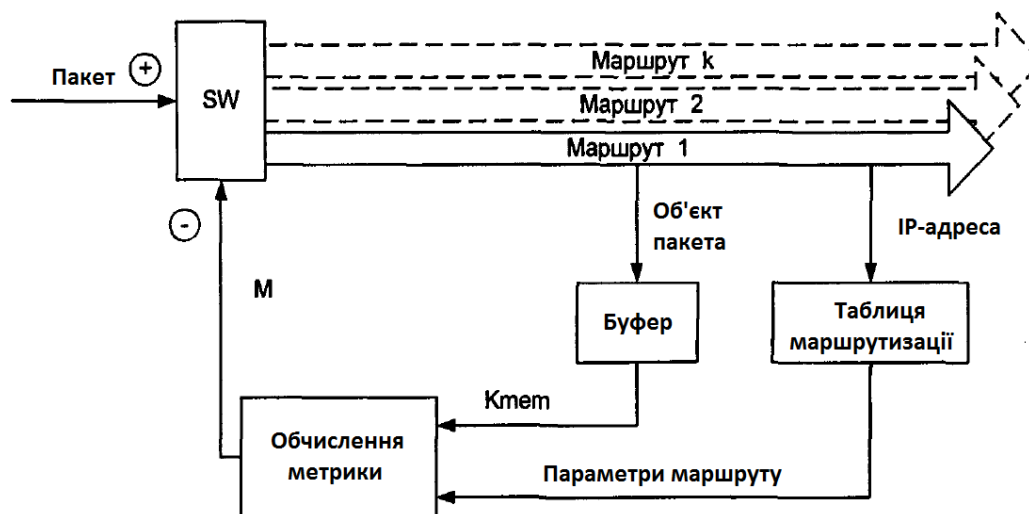 Пакет
+
SW
Маршрут k
Маршрут 2
Маршрут 1
-
M
Об'єкт
пакета
IP-адреса
Буфер
Таблиця
маршрутизації
Kmem
Обчислення
метрики
Параметри маршруту